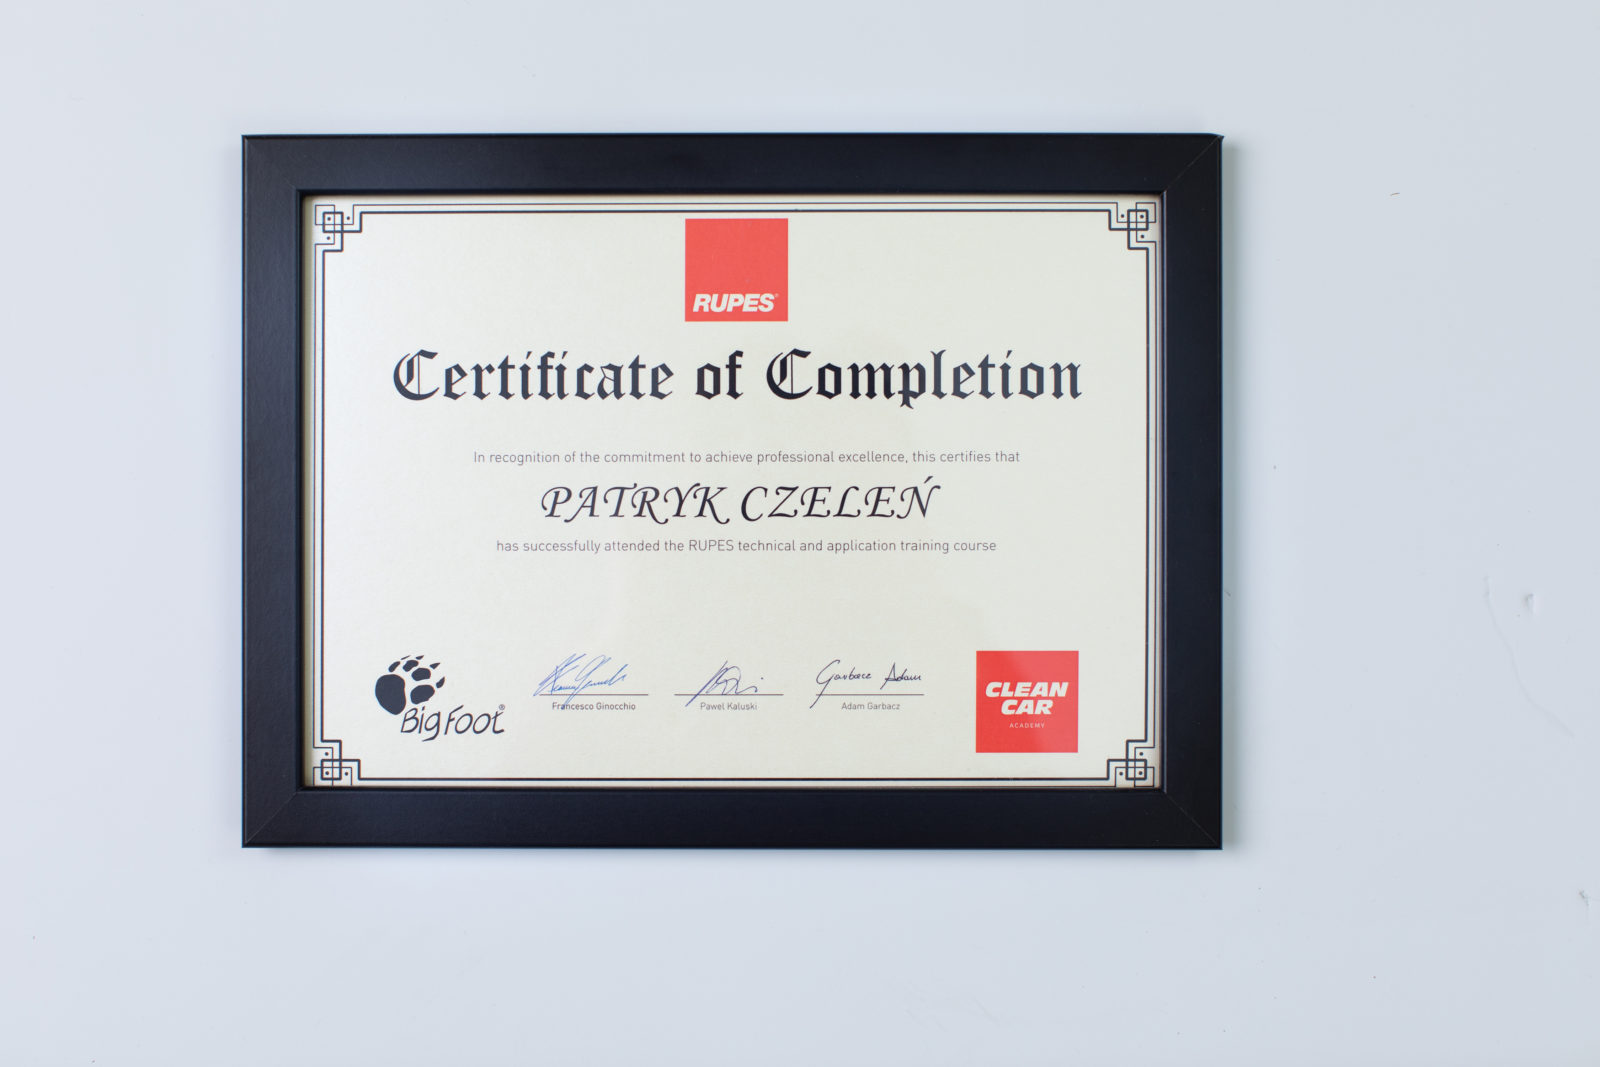 RUPES®
Certificate of Completion
In recognition of the commitment to achieve professional excellence, this certifies that
PATRYK CZELEŃ
has successfully attended the RUPES technical and application training course
BigFoot®
Francesco Ginocchio
Pawel Kaluski
Garbacz Adam
Adam Garbacz
CLEAN
CAR
ACADEMY